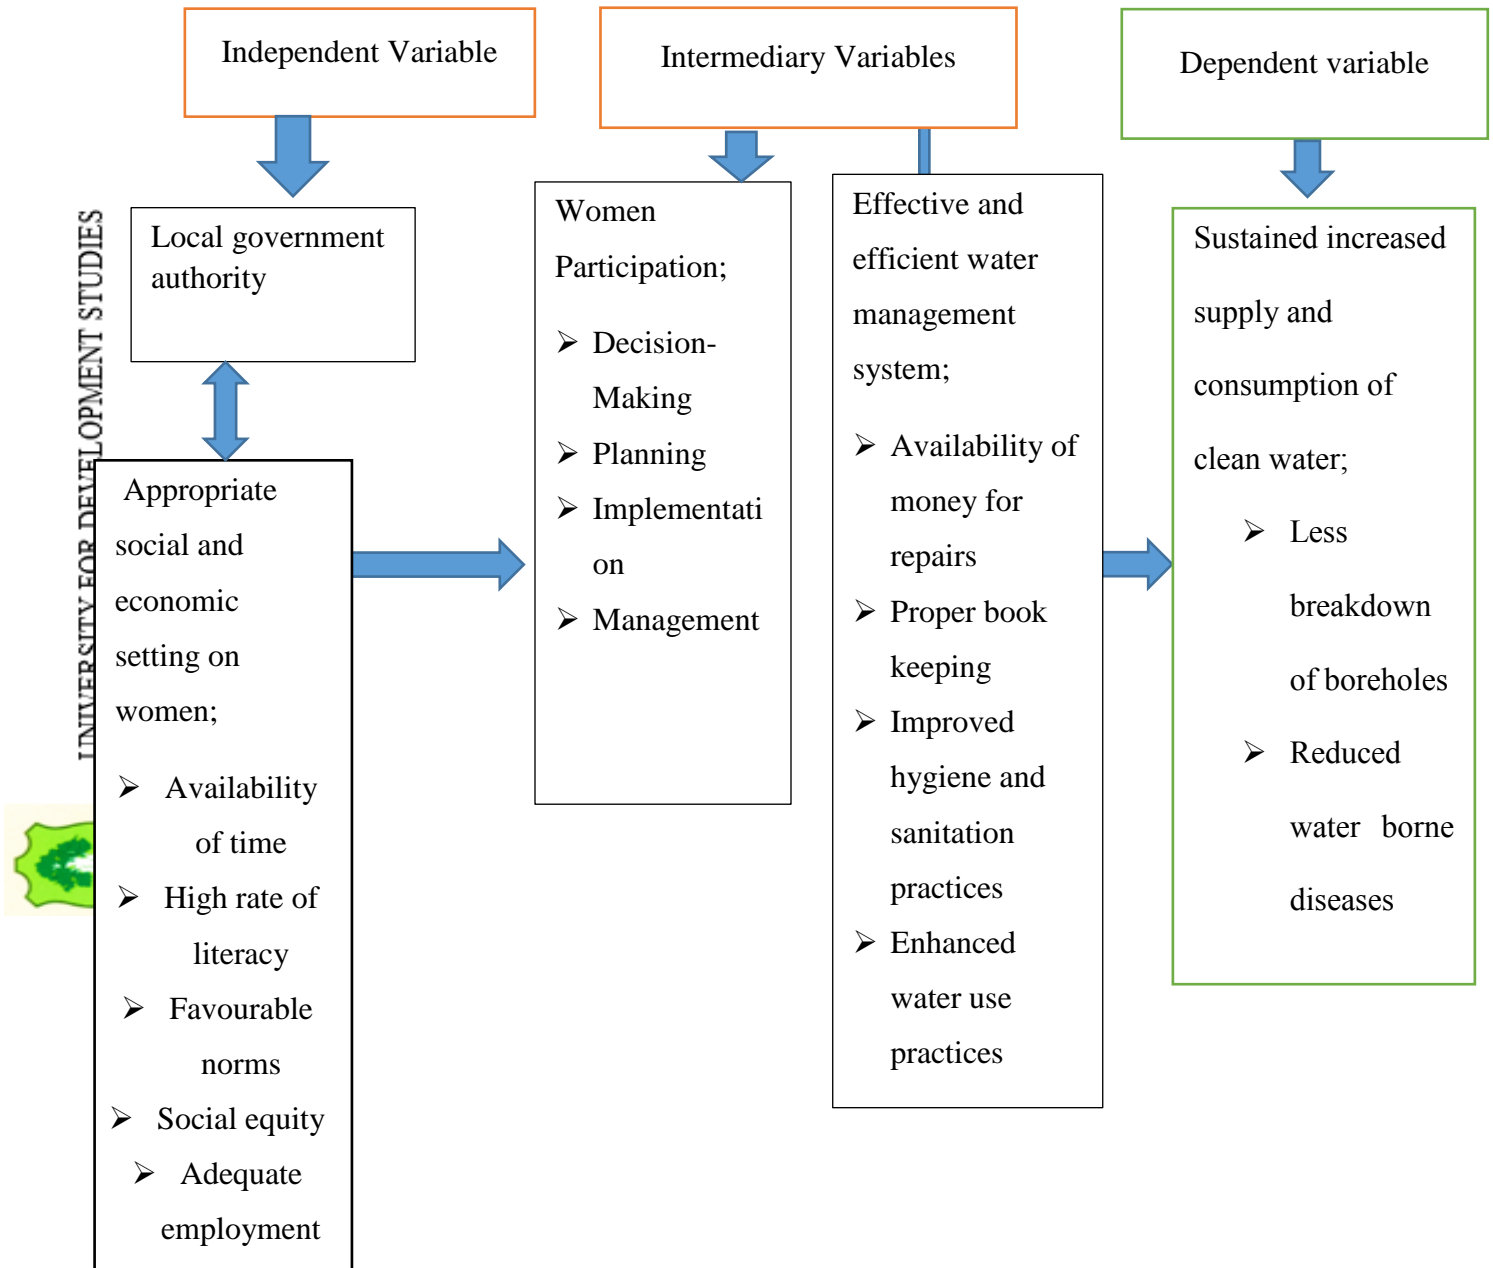 Independent Variable
Intermediary Variables
Dependent variable
UNIVERSITY FOR DEVELOPMENT STUDIES
Local government
authority
Appropriate
social and
economic
setting on
women;
➢ Availability
of time
➢ High rate of
literacy
➢ Favourable
norms
➢ Social equity
➢ Adequate
employment
Women
Participation;
➢ Decision-
Making
➢ Planning
➢ Implementati
on
➢ Management
Effective and
efficient water
management
system;
➢ Availability of
money for
repairs
➢ Proper book
keeping
➢ Improved
hygiene and
sanitation
practices
➢ Enhanced
water use
practices
Sustained increased
supply and
consumption of
clean water;
➢ Less
breakdown
of boreholes
➢ Reduced
water borne
diseases